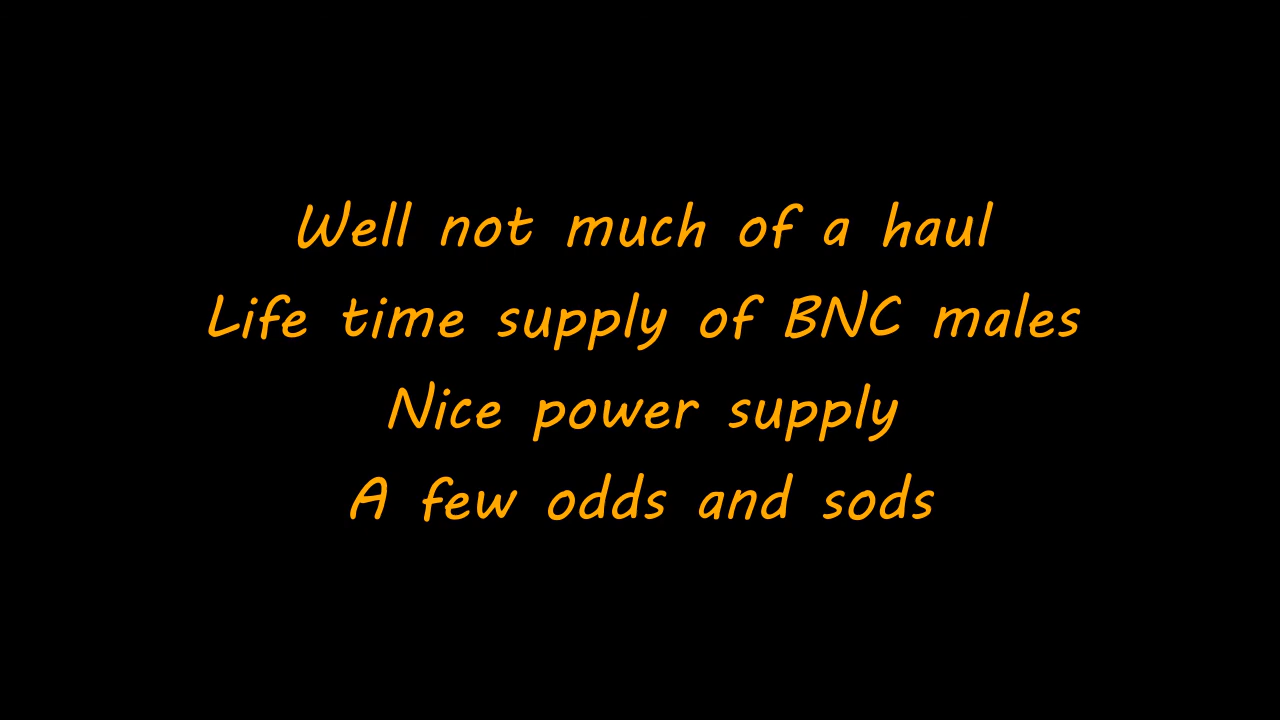 Well not much of a haul
Life time supply of BNC males
Nice power supply
A few odds and sods